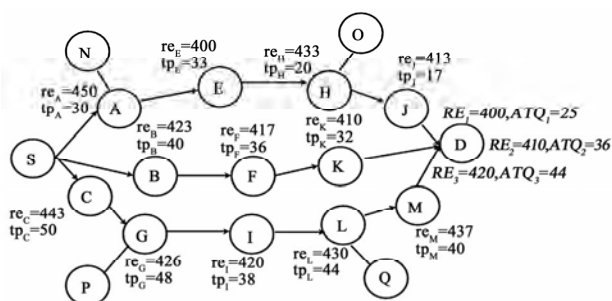 N
O
re_E=400
tp_E=33
re_H=433
tp_H=20
re_J=413
tp_J=17
E
H
J
re_A=450
tp_A=30
A
RE_1=400,ATQ_1=25
re_B=423
tp_B=40
re_F=417
tp_F=36
re_K=410
tp_K=32
D
RE_2=410,ATQ_2=36
S
B
F
K
RE_3=420,ATQ_3=44
C
M
re_C=443
tp_C=50
G
I
L
re_M=437
tp_M=40
re_G=426
tp_G=48
re_I=420
tp_I=38
re_L=430
tp_L=44
P
Q